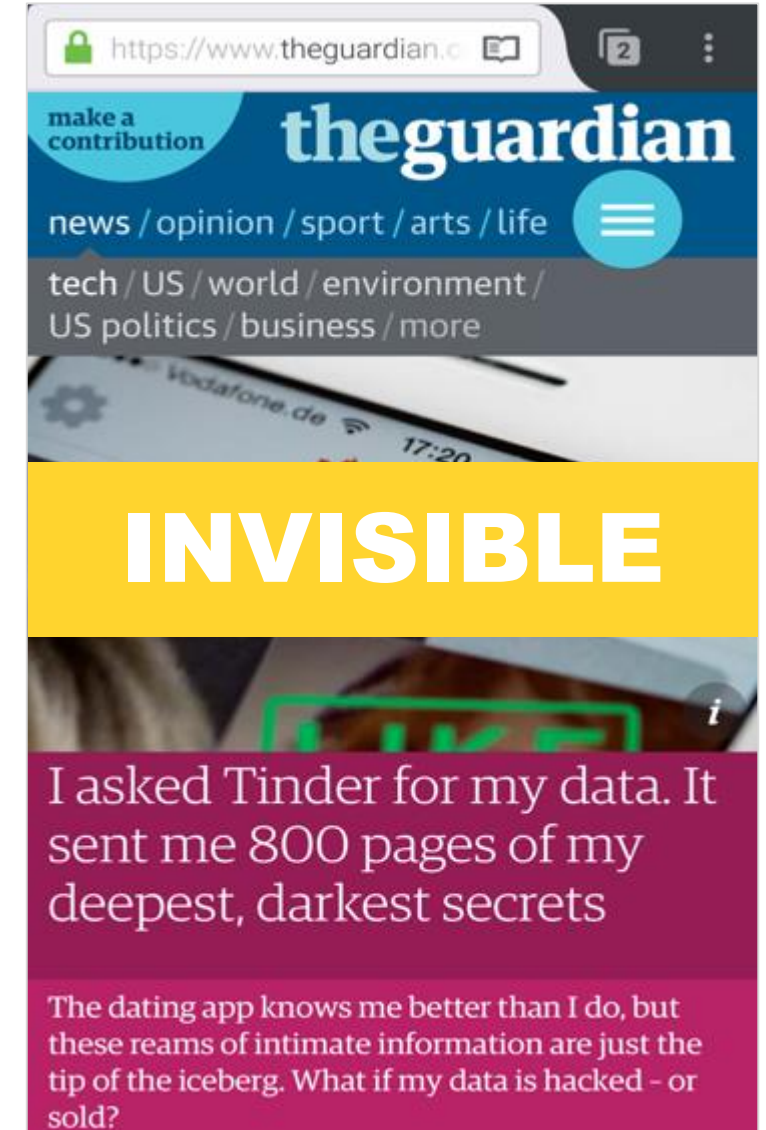 https://www.theguardian.c
2
make a
contribution
theguardian
news / opinion / sport / arts / life
tech / US / world / environment /
US politics / business / more
Vodafone.de 17:20
INVISIBLE
LIKE
i
I asked Tinder for my data. It
sent me 800 pages of my
deepest, darkest secrets
The dating app knows me better than I do, but
these reams of intimate information are just the
tip of the iceberg. What if my data is hacked – or
sold?